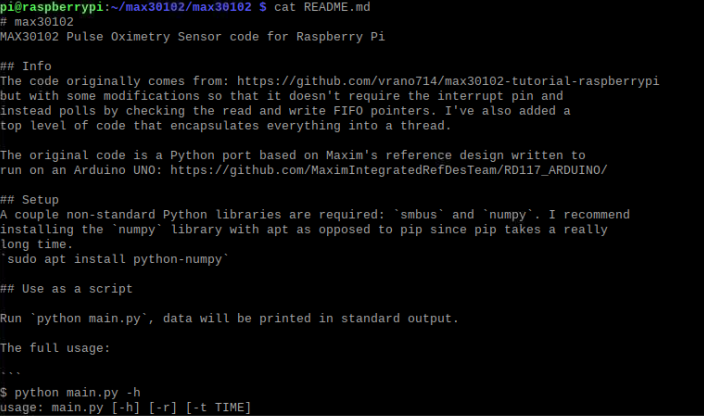 pi@raspberrypi:~/max30102/max30102 $ cat README.md
# max30102
MAX30102 Pulse Oximetry Sensor code for Raspberry Pi

## Info
The code originally comes from: https://github.com/vrano714/max30102-tutorial-raspberrypi
but with some modifications so that it doesn't require the interrupt pin and
instead polls by checking the read and write FIFO pointers. I've also added a
top level of code that encapsulates everything into a thread.

The original code is a Python port based on Maxim's reference design written to
run on an Arduino UNO: https://github.com/MaximIntegratedRefDesTeam/RD117_ARDUINO/

## Setup
A couple non-standard Python libraries are required: `smbus` and `numpy`. I recommend
installing the `numpy` library with apt as opposed to pip since pip takes a really
long time.
`sudo apt install python-numpy`

## Use as a script

Run `python main.py`, data will be printed in standard output.

The full usage:

```
$ python main.py -h
usage: main.py [-h] [-r] [-t TIME]